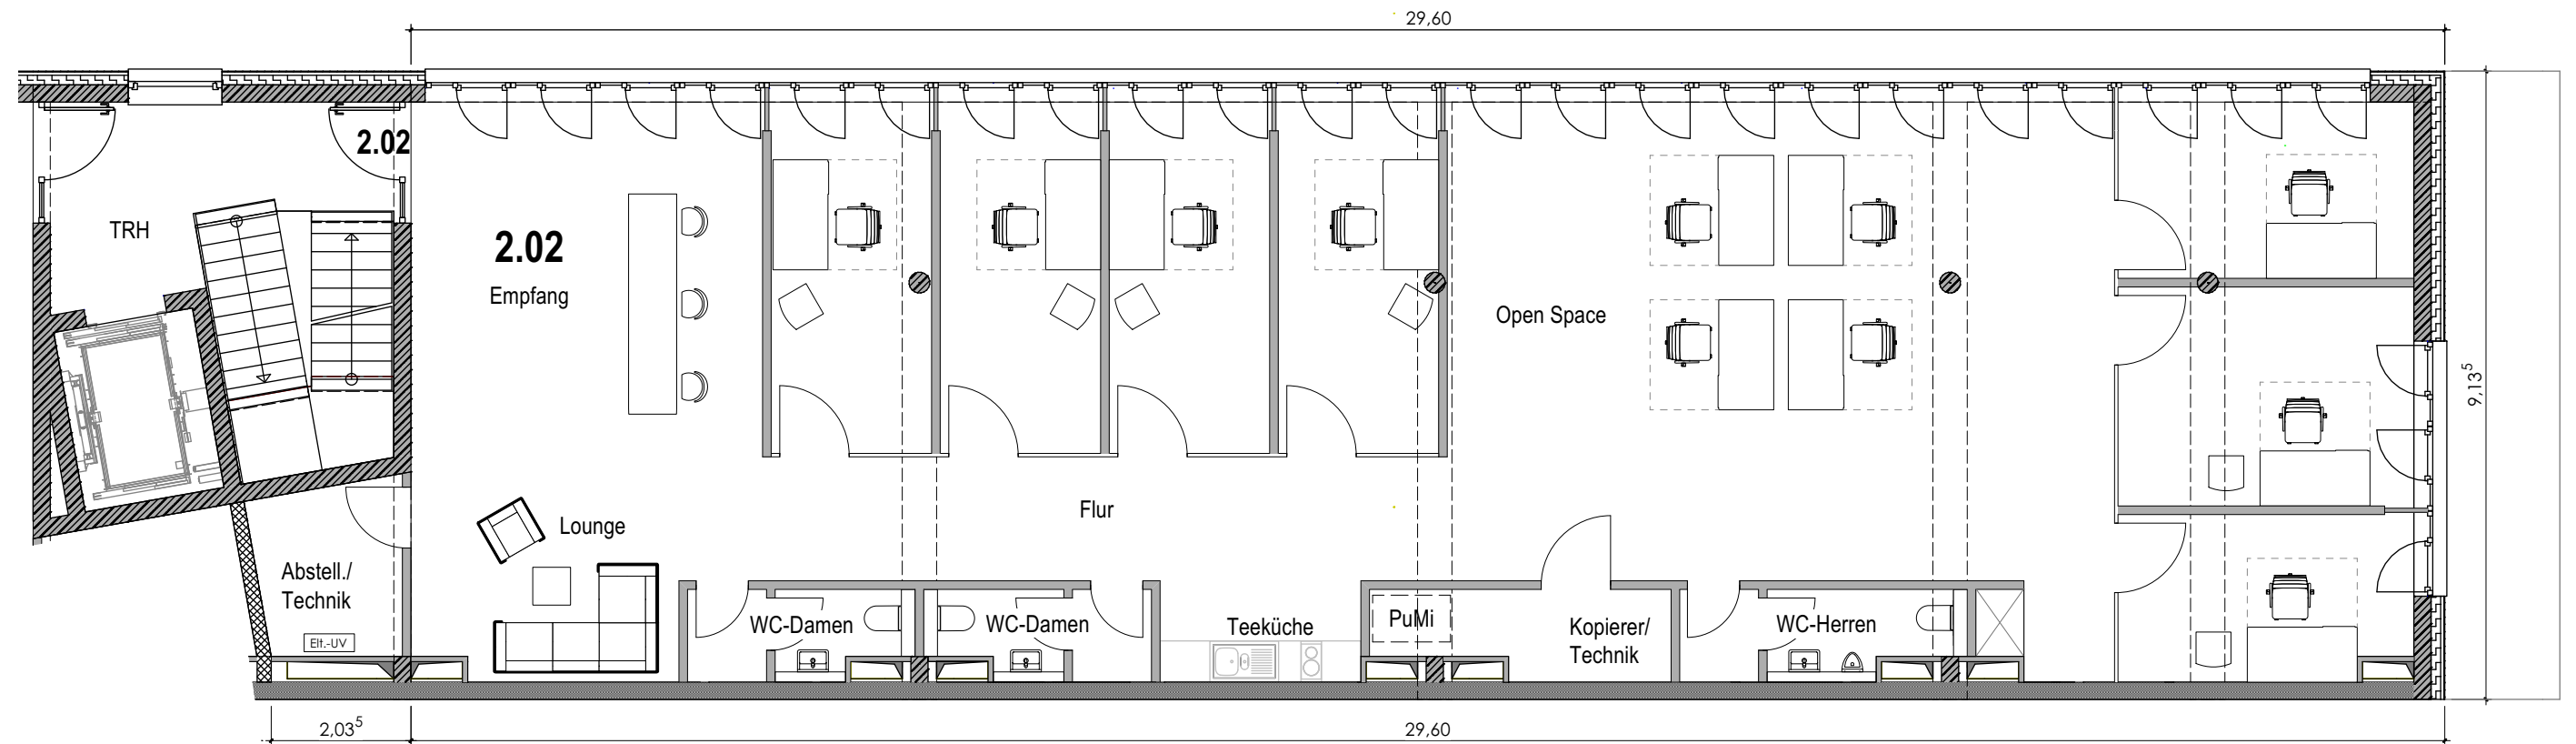 29,60
2.02
TRH
2.02
Empfang
Open Space
9,13⁵
Flur
Lounge
Abstell./
Technik
Elt.-UV
WC-Damen
WC-Damen
Teeküche
PuMi
Kopierer/
Technik
WC-Herren
2,03⁵
29,60